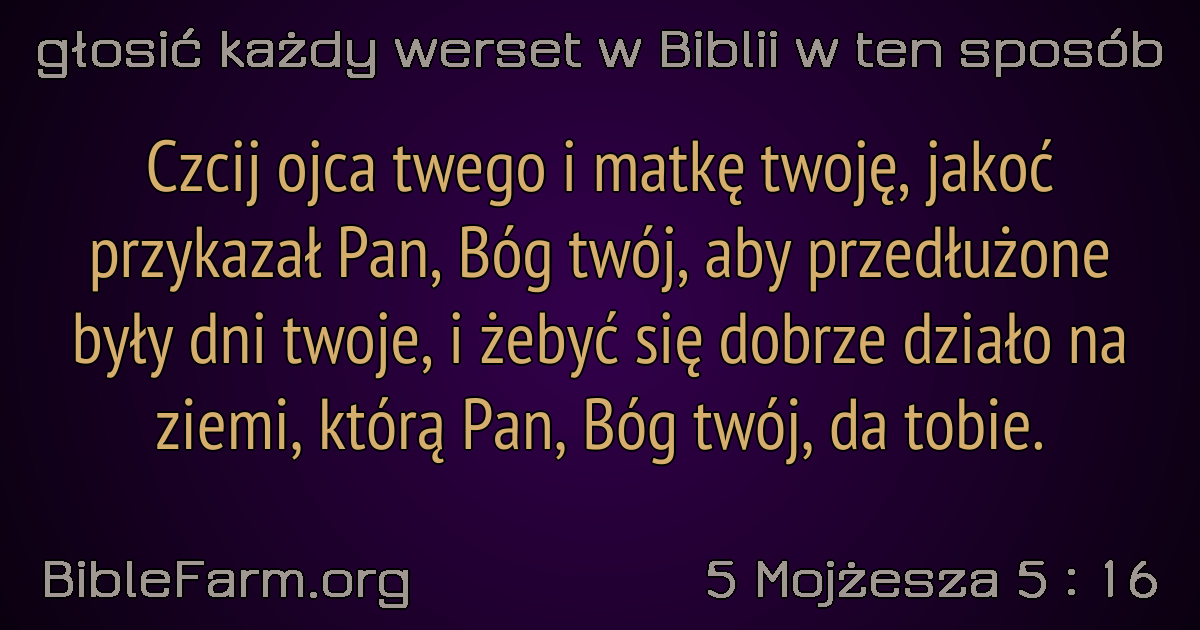 głosić każdy werset w Biblii w ten sposób
Czcij ojca twego i matkę twoję, jakoć
przykazał Pan, Bóg twój, aby przedłużone
były dni twoje, i żebyć się dobrze działo na
ziemi, którą Pan, Bóg twój, da tobie.
BibleFarm.org
5 Mojżesza 5 : 16